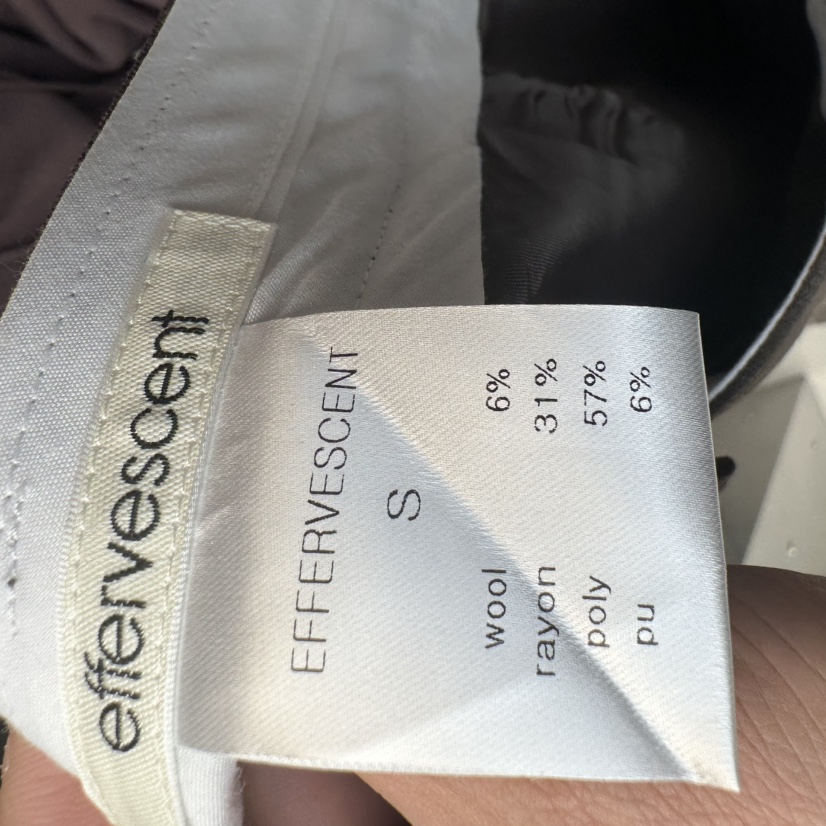 effervescent
EFFERVESCENT
S
wool 6%
rayon 31%
poly 57%
pu 6%